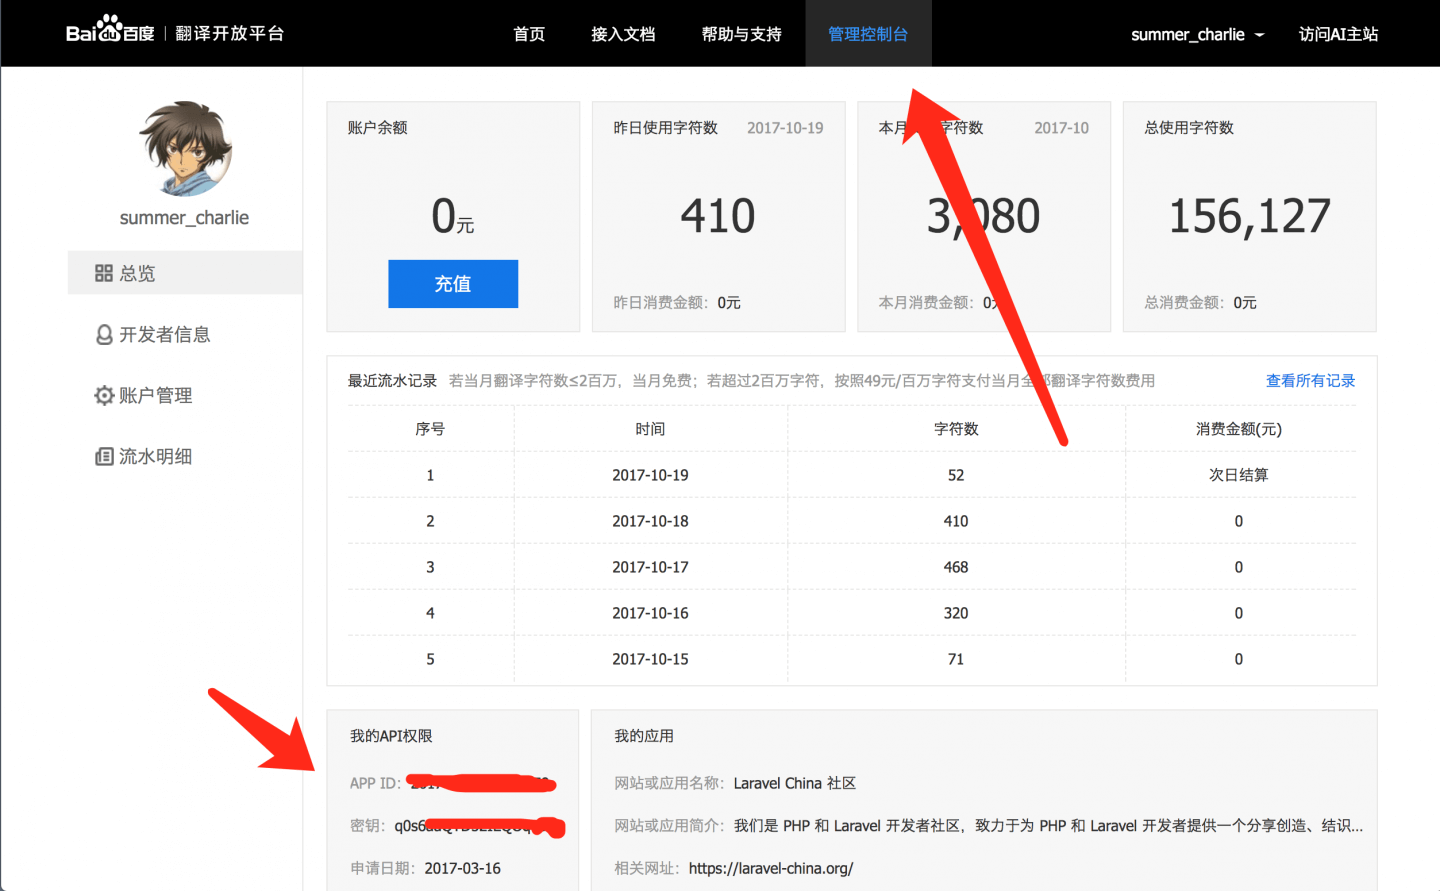 Bai du 百度 | 翻译开放平台 首页 接入文档 帮助与支持 管理控制台 summer_charlie 访问AI主站
summer_charlie
总览
开发者信息
账户管理
流水明细
账户余额
0元
充值
昨日使用字符数 2017-10-19
410
昨日消费金额：0元
本月 字符数 2017-10
3,080
本月消费金额：0元
总使用字符数
156,127
总消费金额：0元
最近流水记录 若当月翻译字符数≤2百万，当月免费；若超过2百万字符，按照49元/百万字符支付当月全部翻译字符数费用 查看所有记录
序号 时间 字符数 消费金额(元)
1 2017-10-19 52 次日结算
2 2017-10-18 410 0
3 2017-10-17 468 0
4 2017-10-16 320 0
5 2017-10-15 71 0
我的API权限
APP ID：
密钥：q0s6
申请日期：2017-03-16
我的应用
网站或应用名称：Laravel China 社区
网站或应用简介：我们是 PHP 和 Laravel 开发者社区，致力于为 PHP 和 Laravel 开发者提供一个分享创造、结识...
相关网址：https://laravel-china.org/